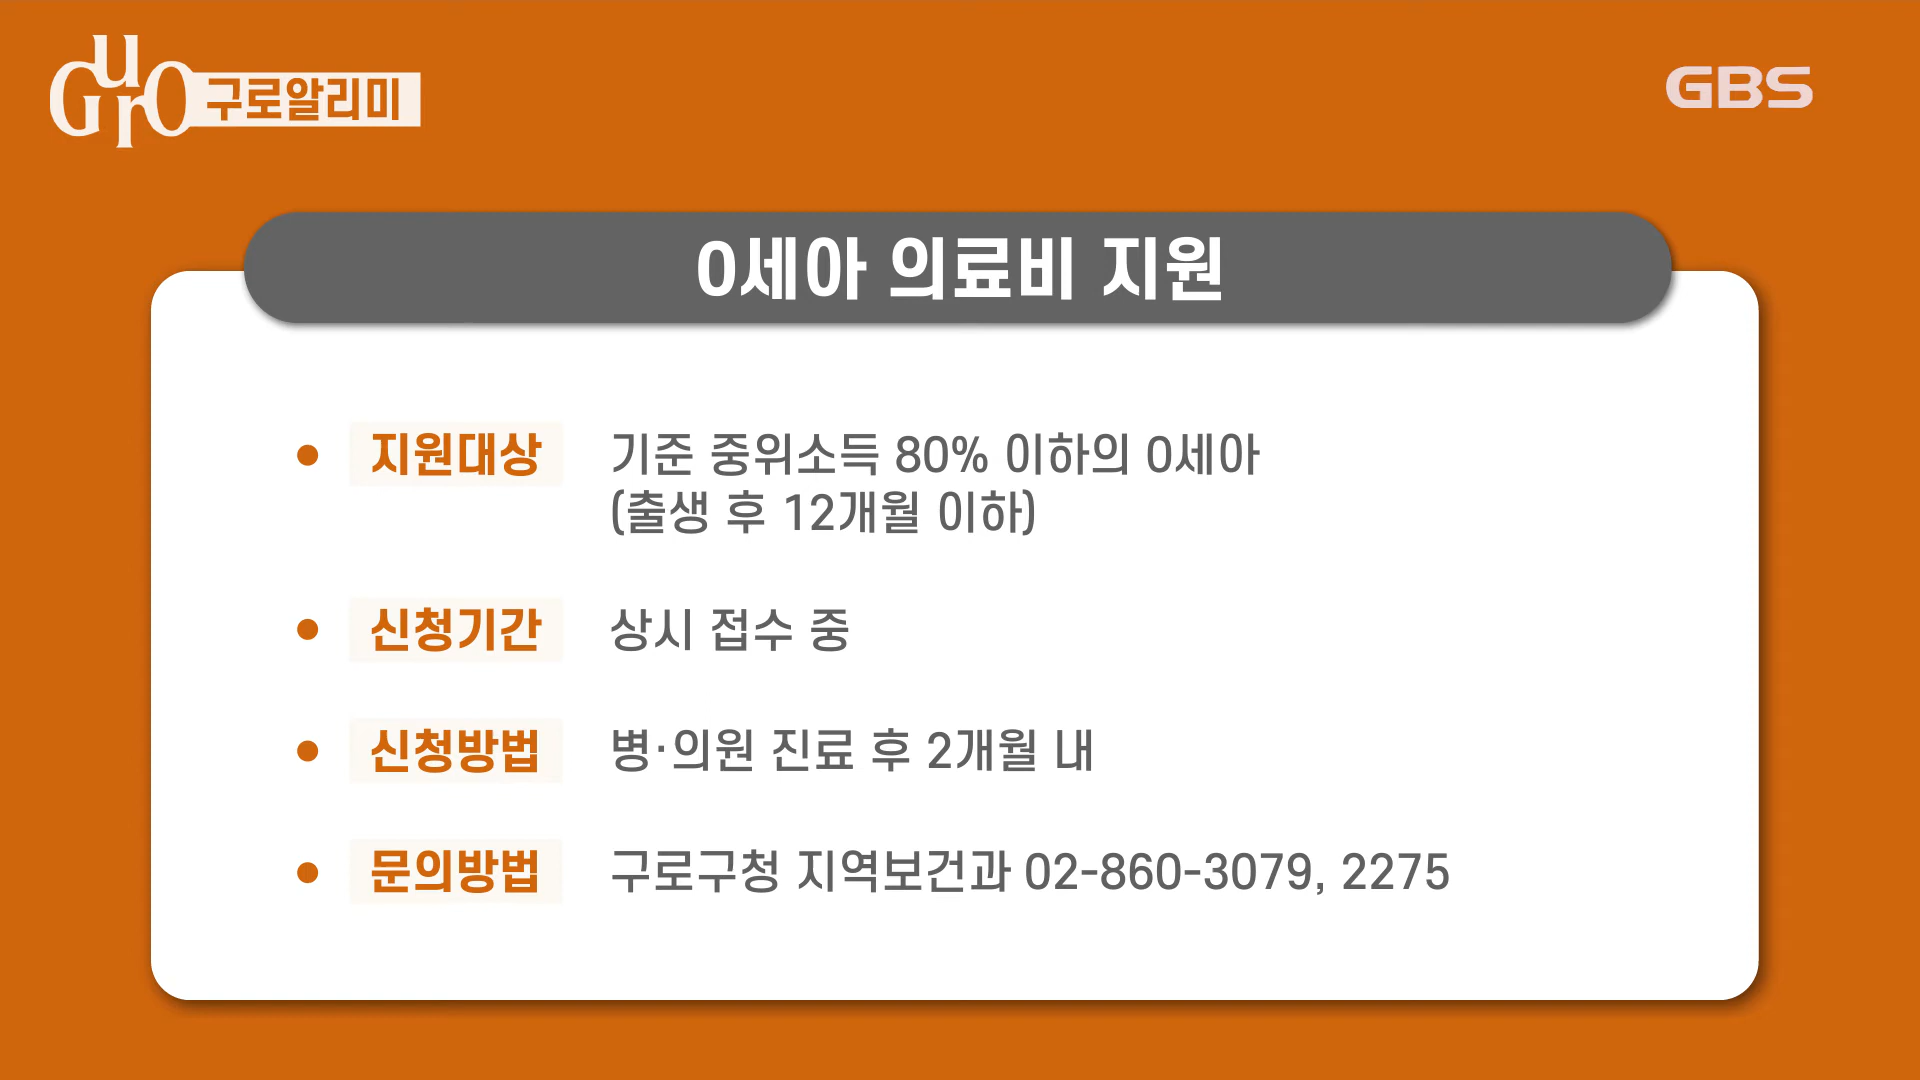 GurO 구로알리미
GBS
0세아 의료비 지원
지원대상 기준 중위소득 80% 이하의 0세아
(출생 후 12개월 이하)
신청기간 상시 접수 중
신청방법 병·의원 진료 후 2개월 내
문의방법 구로구청 지역보건과 02-860-3079, 2275